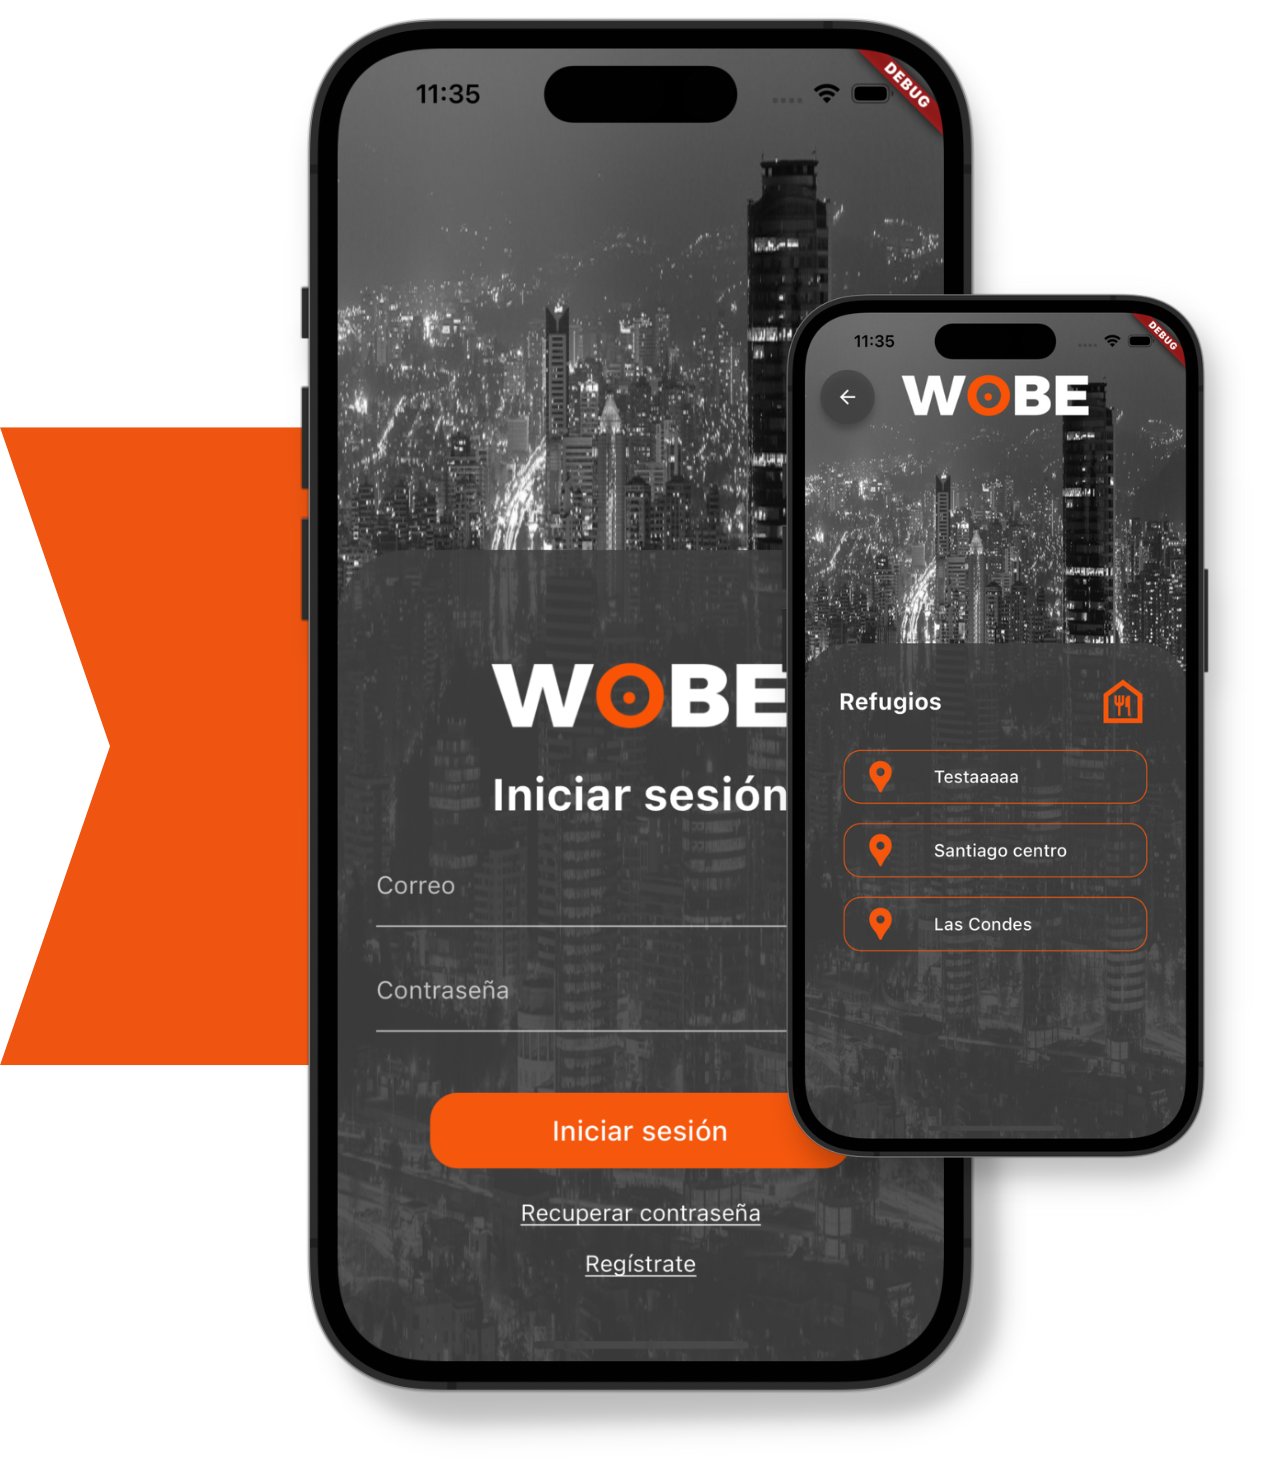 11:35
DEBUG
WOBE
Iniciar sesión
Correo
Contraseña
Iniciar sesión
Recuperar contraseña
Regístrate
11:35
DEBUG
WOBE
Refugios
Testaaaaa
Santiago centro
Las Condes